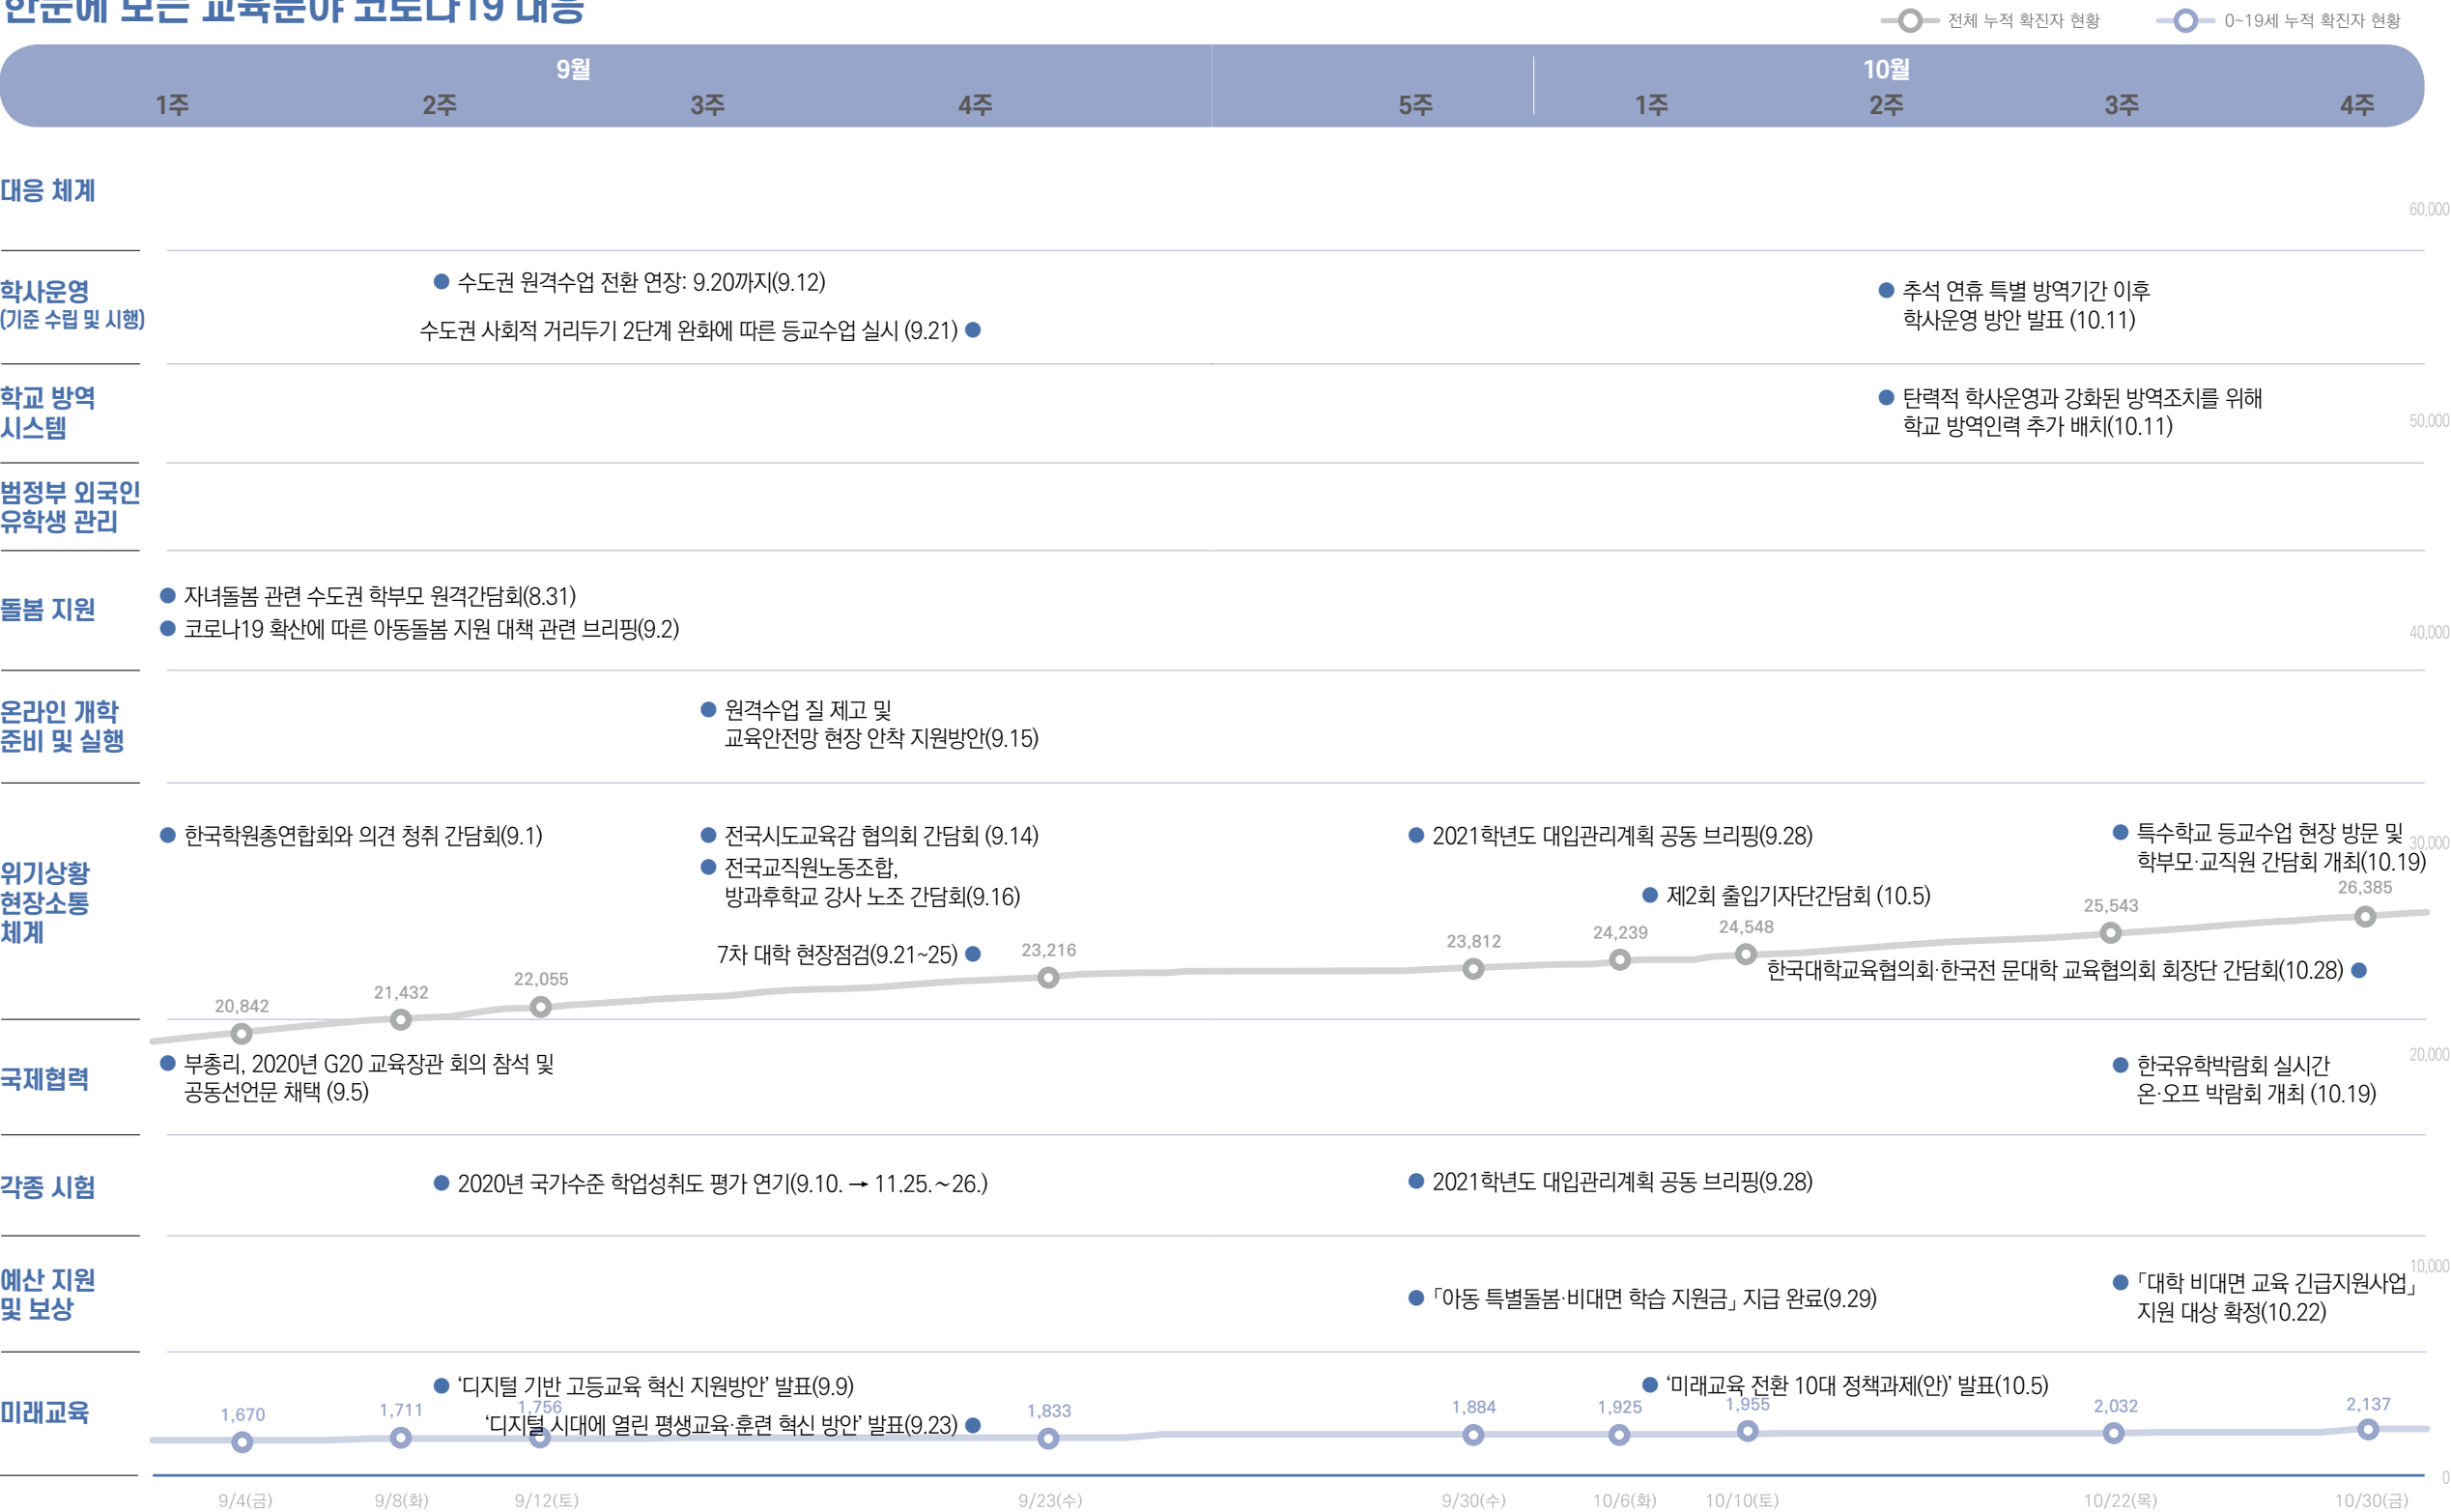 한눈에 보는 교육분야 코로나19 대응
전체 누적 확진자 현황
0~19세 누적 확진자 현황
9월
10월
1주
2주
3주
4주
5주
1주
2주
3주
4주
대응 체계
60,000
학사운영
(기준 수립 및 시행)
수도권 원격수업 전환 연장: 9.20까지(9.12)
수도권 사회적 거리두기 2단계 완화에 따른 등교수업 실시 (9.21)
추석 연휴 특별 방역기간 이후
학사운영 방안 발표 (10.11)
학교 방역
시스템
탄력적 학사운영과 강화된 방역조치를 위해
학교 방역인력 추가 배치(10.11)
50,000
범정부 외국인
유학생 관리
돌봄 지원
자녀돌봄 관련 수도권 학부모 원격간담회(8.31)
코로나19 확산에 따른 아동돌봄 지원 대책 관련 브리핑(9.2)
40,000
온라인 개학
준비 및 실행
원격수업 질 제고 및
교육안전망 현장 안착 지원방안(9.15)
위기상황
현장소통
체계
한국학원총연합회와 의견 청취 간담회(9.1)
전국시도교육감 협의회 간담회 (9.14)
전국교직원노동조합,
방과후학교 강사 노조 간담회(9.16)
7차 대학 현장점검(9.21~25)
2021학년도 대입관리계획 공동 브리핑(9.28)
제2회 출입기자단간담회 (10.5)
특수학교 등교수업 현장 방문 및
학부모·교직원 간담회 개최(10.19)
30,000
한국대학교육협의회·한국전 문대학 교육협의회 회장단 간담회(10.28)
20,842
21,432
22,055
23,216
23,812
24,239
24,548
25,543
26,385
국제협력
부총리, 2020년 G20 교육장관 회의 참석 및
공동선언문 채택 (9.5)
한국유학박람회 실시간
온·오프 박람회 개최 (10.19)
20,000
각종 시험
2020년 국가수준 학업성취도 평가 연기(9.10. → 11.25.~26.)
2021학년도 대입관리계획 공동 브리핑(9.28)
예산 지원
및 보상
「아동 특별돌봄·비대면 학습 지원금」 지급 완료(9.29)
「대학 비대면 교육 긴급지원사업」
지원 대상 확정(10.22)
10,000
미래교육
‘디지털 기반 고등교육 혁신 지원방안’ 발표(9.9)
‘디지털 시대에 열린 평생교육·훈련 혁신 방안’ 발표(9.23)
‘미래교육 전환 10대 정책과제(안)’ 발표(10.5)
1,670
1,711
1,756
1,833
1,884
1,925
1,955
2,032
2,137
0
9/4(금)
9/8(화)
9/12(토)
9/23(수)
9/30(수)
10/6(화)
10/10(토)
10/22(목)
10/30(금)